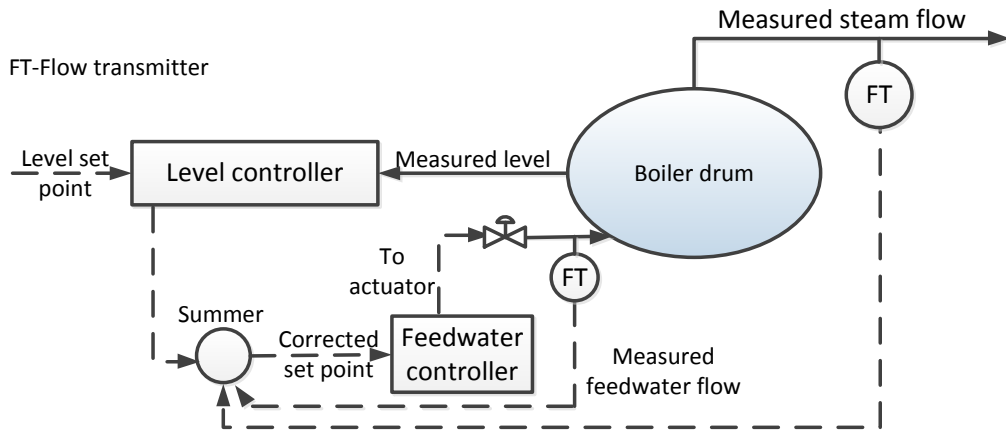 Measured steam flow
FT-Flow transmitter
FT
Level set
point
Level controller
Measured level
Boiler drum
To
actuator
FT
Summer
Corrected
set point
Feedwater
controller
Measured
feedwater flow